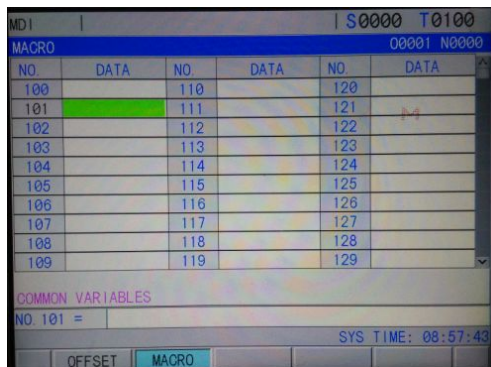 MDI S0000 T0100
MACRO O0001 N0000
NO. DATA NO. DATA NO. DATA
100 110 120
101 111 121
102 112 122
103 113 123
104 114 124
105 115 125
106 116 126
107 117 127
108 118 128
109 119 129
COMMON VARIABLES
NO. 101 =
SYS TIME: 08:57:43
OFFSET MACRO